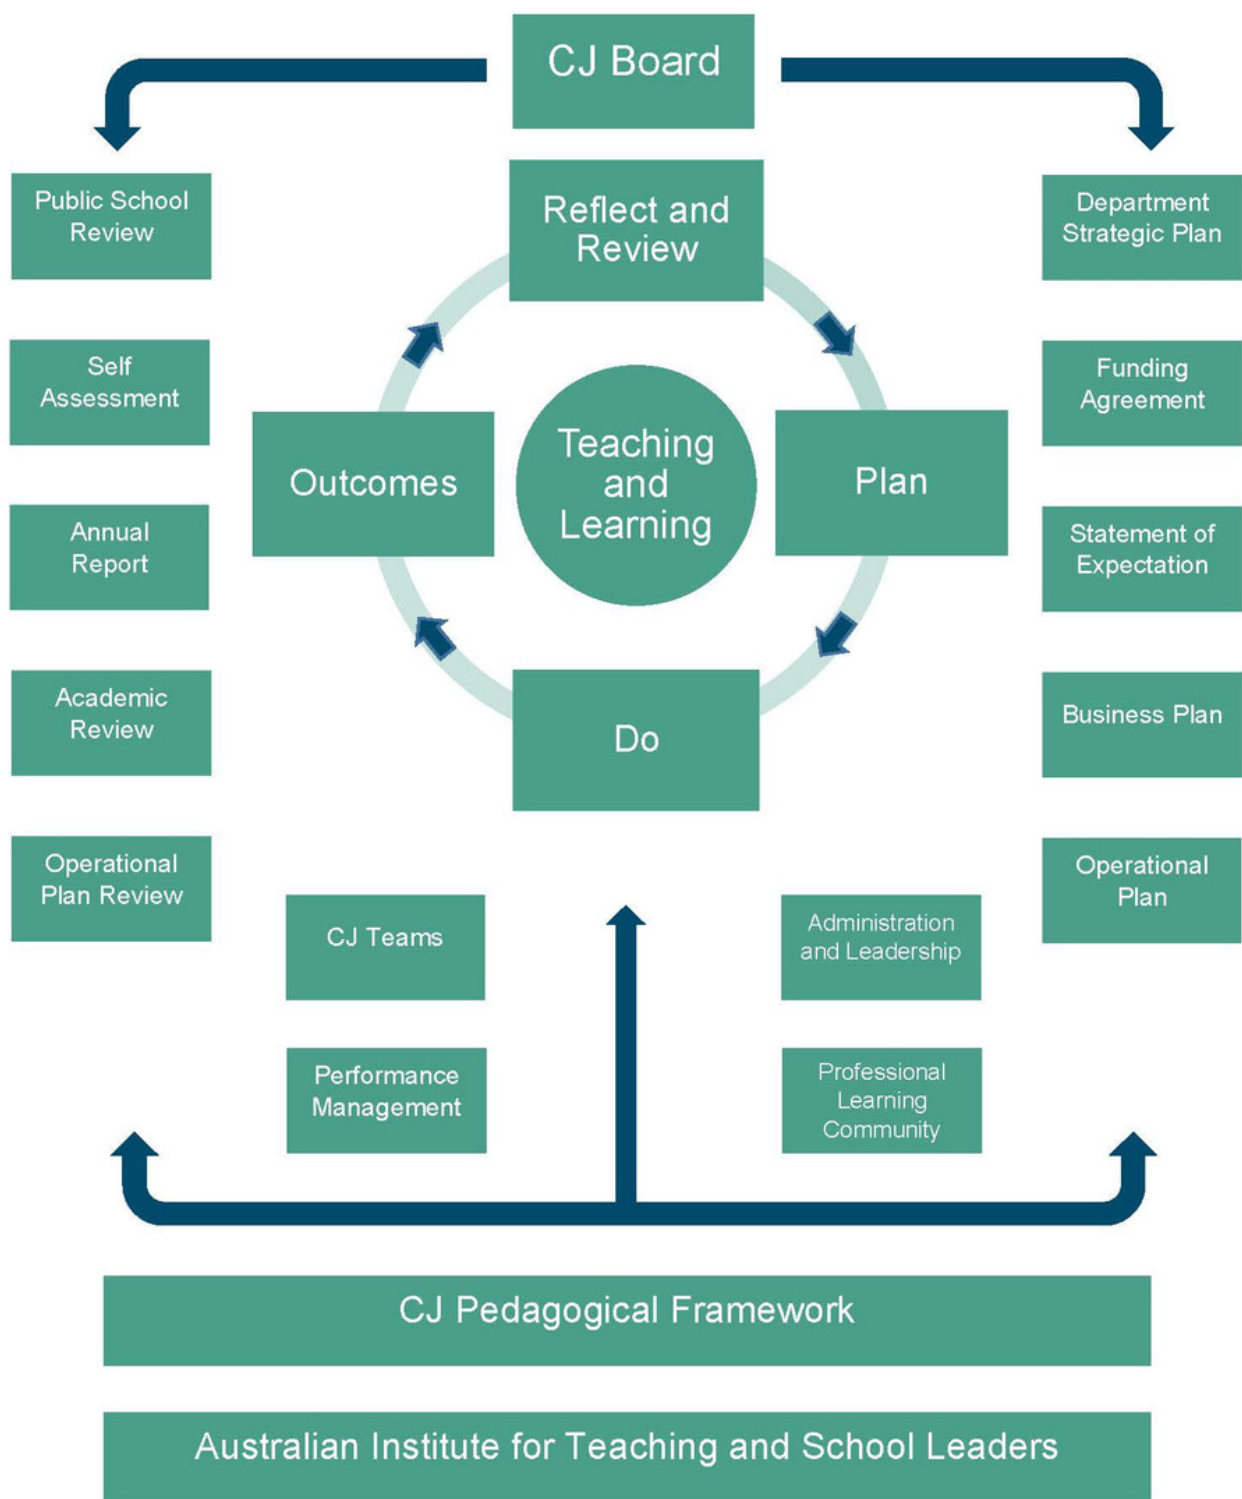 CJ Board
Public School
Review
Self
Assessment
Annual
Report
Academic
Review
Operational
Plan Review
Reflect and
Review
Outcomes
Teaching
and
Learning
Plan
Do
Department
Strategic Plan
Funding
Agreement
Statement of
Expectation
Business Plan
Operational
Plan
CJ Teams
Performance
Management
Administration
and Leadership
Professional
Learning
Community
CJ Pedagogical Framework
Australian Institute for Teaching and School Leaders